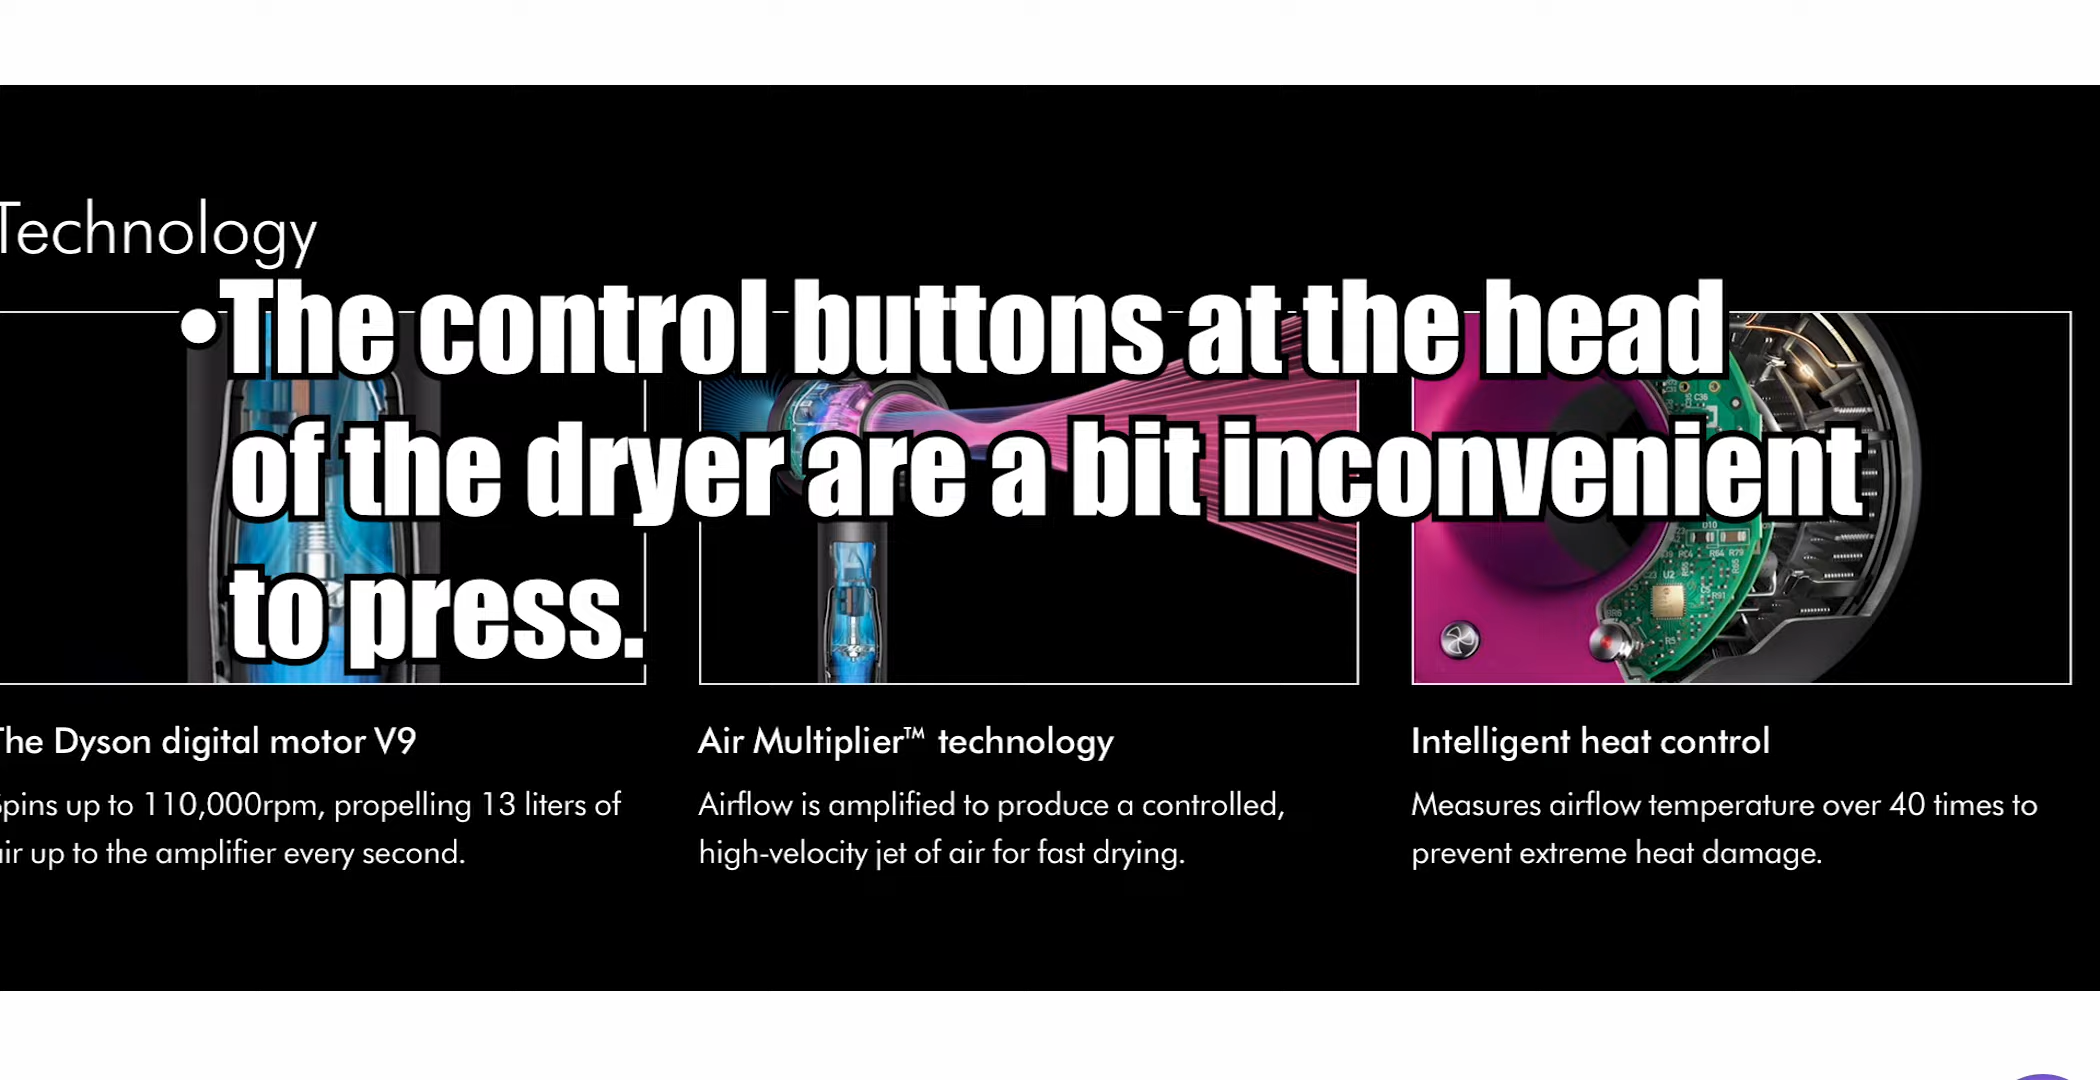 Technology
•The control buttons at the head
of the dryer are a bit inconvenient
to press.
The Dyson digital motor V9
Air Multiplier™ technology
Intelligent heat control
Spins up to 110,000rpm, propelling 13 liters of
air up to the amplifier every second.
Airflow is amplified to produce a controlled,
high-velocity jet of air for fast drying.
Measures airflow temperature over 40 times to
prevent extreme heat damage.